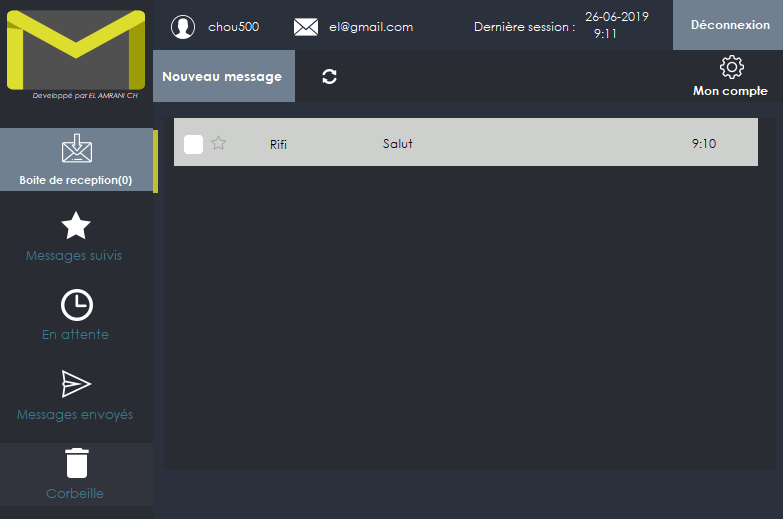 chou500
el@gmail.com
Dernière session :
26-06-2019
9:11
Déconnexion
Developpé par EL AMRANI CH
Nouveau message
Mon compte
Boite de reception(0)
Rifi
Salut
9:10
Messages suivis
En attente
Messages envoyés
Corbeille